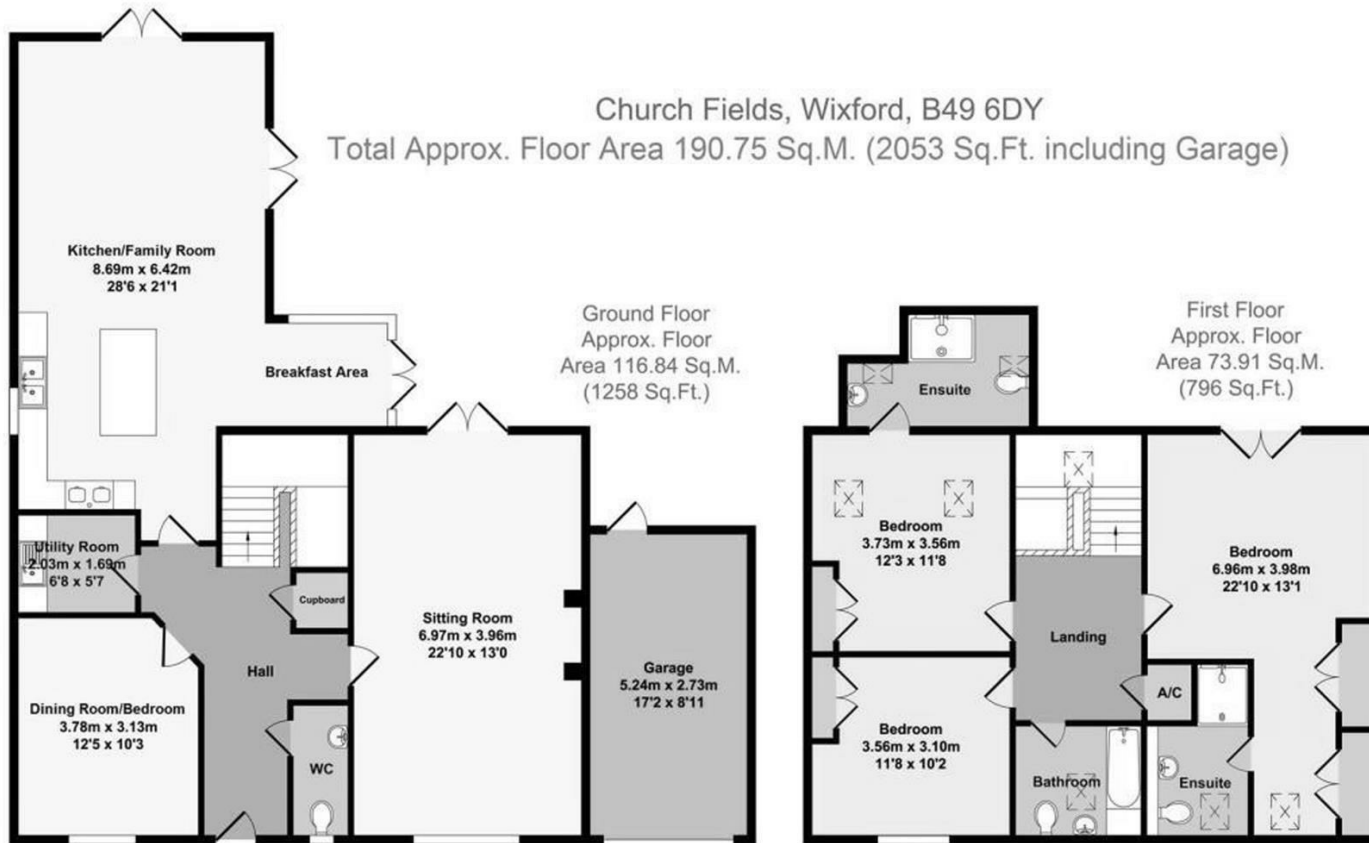 Church Fields, Wixford, B49 6DY
Total Approx. Floor Area 190.75 Sq.M. (2053 Sq.Ft. including Garage)
Kitchen/Family Room
8.69m x 6.42m
28'6 x 21'1
Breakfast Area
Ground Floor
Approx. Floor
Area 116.84 Sq.M.
(1258 Sq.Ft.)
Utility Room
2.03m x 1.69m
6'8 x 5'7
Cupboard
Hall
Sitting Room
6.97m x 3.96m
22'10 x 13'0
Garage
5.24m x 2.73m
17'2 x 8'11
Dining Room/Bedroom
3.78m x 3.13m
12'5 x 10'3
WC
First Floor
Approx. Floor
Area 73.91 Sq.M.
(796 Sq.Ft.)
Ensuite
Bedroom
3.73m x 3.56m
12'3 x 11'8
Bedroom
6.96m x 3.98m
22'10 x 13'1
Landing
A/C
Bedroom
3.56m x 3.10m
11'8 x 10'2
Bathroom
Ensuite